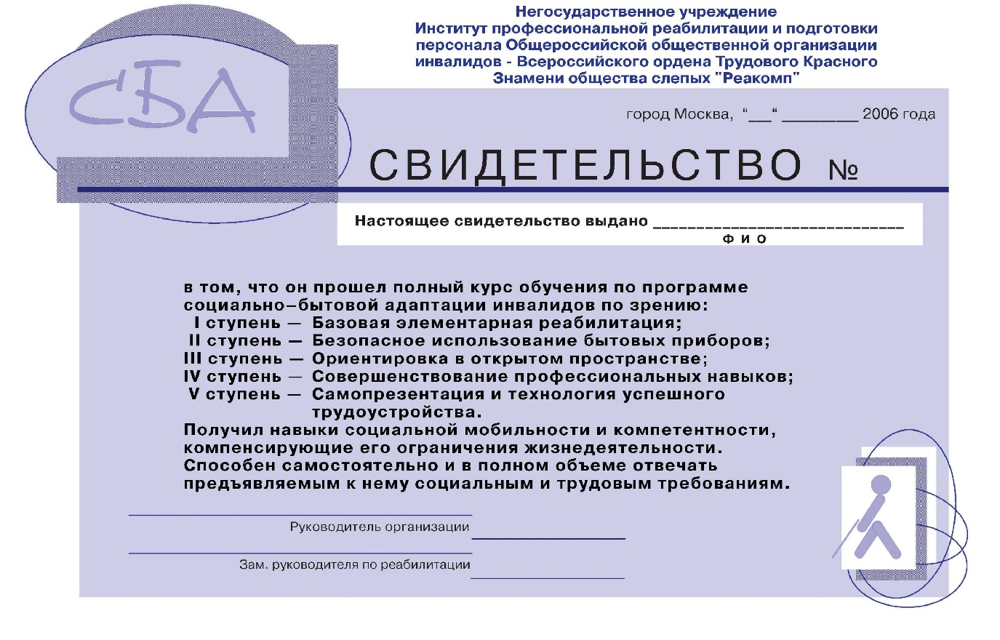 СБА
Негосударственное учреждение
Институт профессиональной реабилитации и подготовки
персонала Общероссийской общественной организации
инвалидов - Всероссийского ордена Трудового Красного
Знамени общества слепых "Реакомп"
город Москва, “___“ __________ 2006 года
СВИДЕТЕЛЬСТВО №
Настоящее свидетельство выдано _____________________________
Ф И О
в том, что он прошел полный курс обучения по программе
социально–бытовой адаптации инвалидов по зрению:
I ступень — Базовая элементарная реабилитация;
II ступень — Безопасное использование бытовых приборов;
III ступень — Ориентировка в открытом пространстве;
IV ступень — Совершенствование профессиональных навыков;
V ступень — Самопрезентация и технология успешного
трудоустройства.
Получил навыки социальной мобильности и компетентности,
компенсирующие его ограничения жизнедеятельности.
Способен самостоятельно и в полном объеме отвечать
предъявляемым к нему социальным и трудовым требованиям.
Руководитель организации
Зам. руководителя по реабилитации